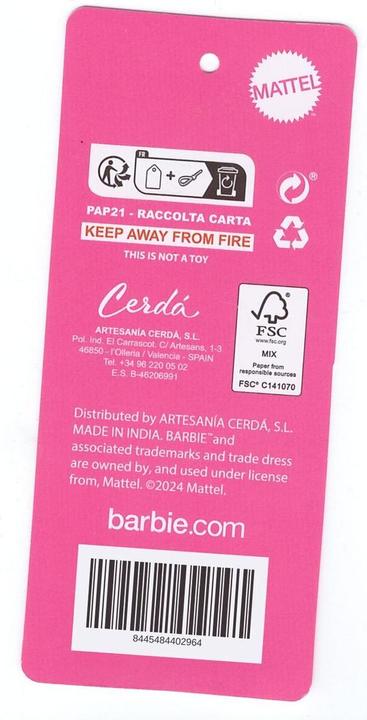 MATTEL
FR
+
PAP21 - RACCOLTA CARTA
KEEP AWAY FROM FIRE
THIS IS NOT A TOY
®
Cerdá
ARTESANÍA CERDÁ, S.L.
Pol. Ind. El Carrascot. C/ Artesans, 1-3
46850 - l'Olleria / Valencia - SPAIN
Tel. +34 96 220 05 02
E.S. B-46206991
FSC
www.fsc.org
MIX
Paper from
responsible sources
FSC® C141070
Distributed by ARTESANÍA CERDÁ, S.L.
MADE IN INDIA. BARBIE™and
associated trademarks and trade dress
are owned by, and used under license
from, Mattel. ©2024 Mattel.
barbie.com
8445484402964